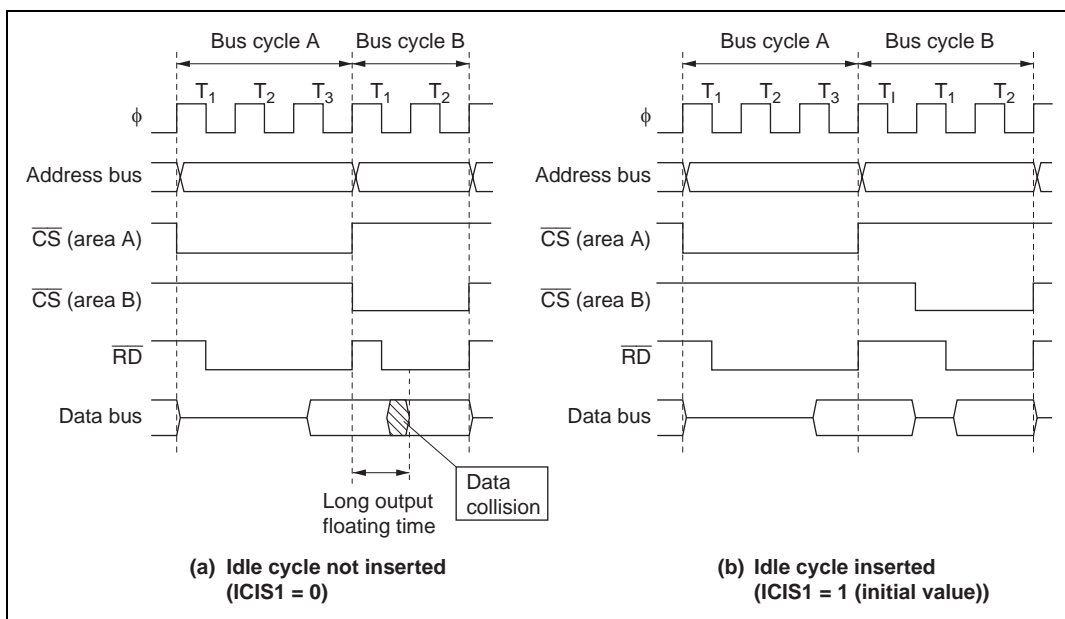 Bus cycle A Bus cycle B
T1 T2 T3 T1 T2
ϕ
Address bus
CS (area A)
CS (area B)
RD
Data bus
Long output
floating time
Data
collision
(a) Idle cycle not inserted
(ICIS1 = 0)
Bus cycle A Bus cycle B
T1 T2 T3 TI T1 T2
ϕ
Address bus
CS (area A)
CS (area B)
RD
Data bus
(b) Idle cycle inserted
(ICIS1 = 1 (initial value))